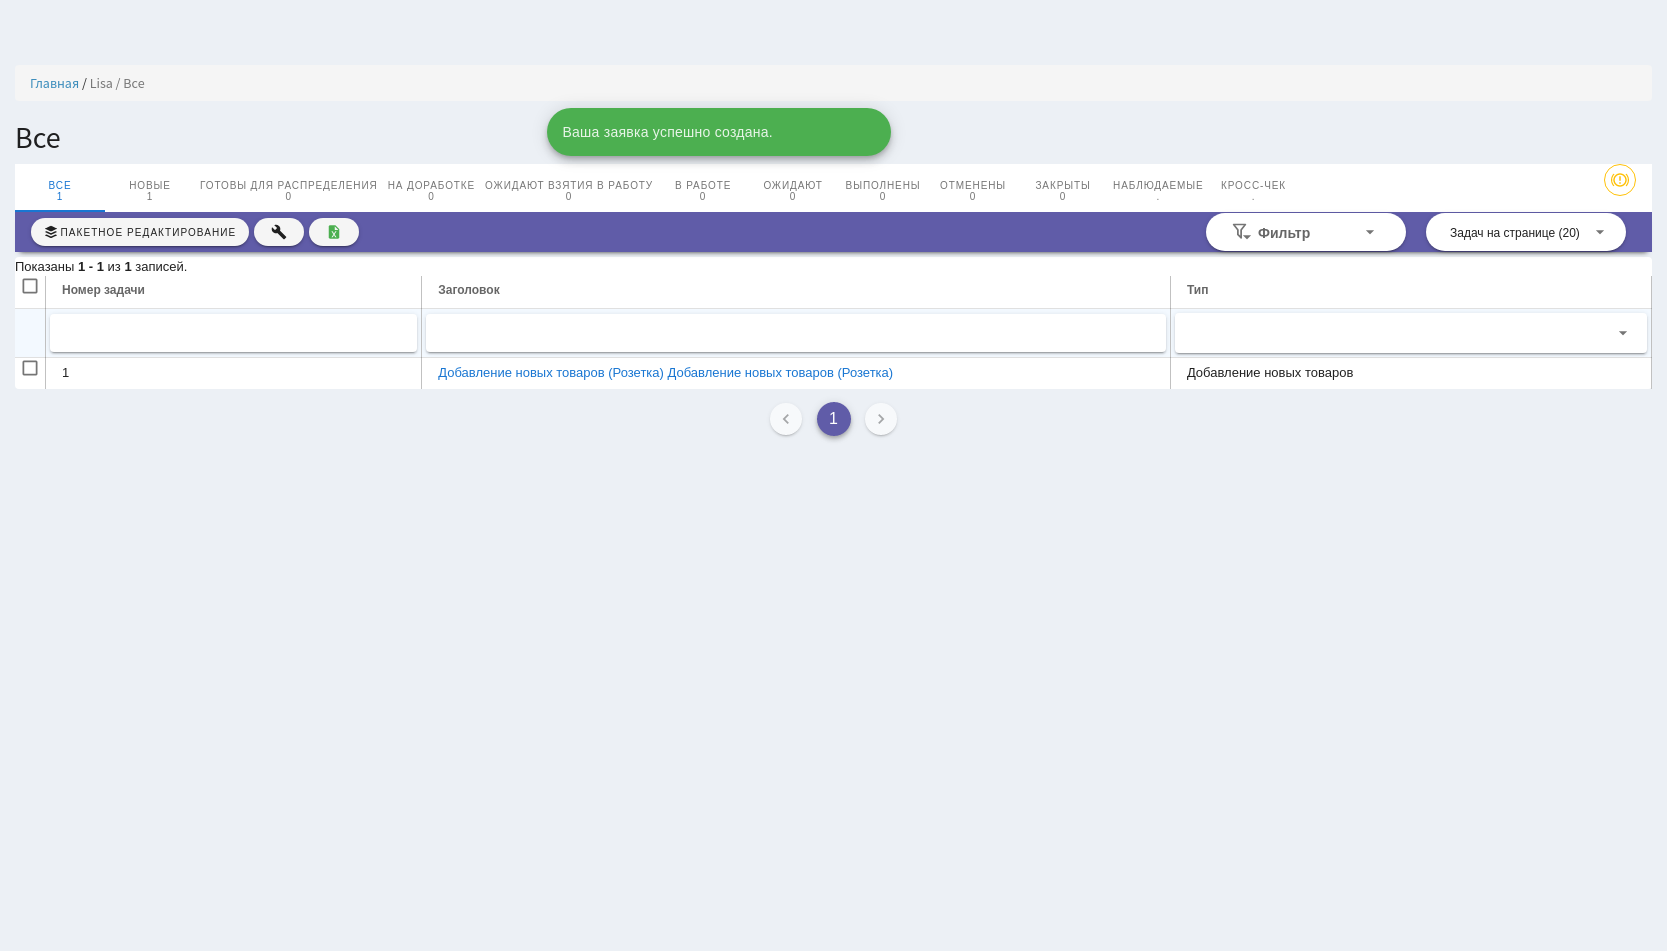 Главная / Lisa / Все
Ваша заявка успешно создана.
Все
ВСЕ НОВЫЕ ГОТОВЫ ДЛЯ РАСПРЕДЕЛЕНИЯ НА ДОРАБОТКЕ ОЖИДАЮТ ВЗЯТИЯ В РАБОТУ В РАБОТЕ ОЖИДАЮТ ВЫПОЛНЕНЫ ОТМЕНЕНЫ ЗАКРЫТЫ НАБЛЮДАЕМЫЕ КРОСС-ЧЕК
1 1 0 0 0 0 0 0 0 0 . .
ПАКЕТНОЕ РЕДАКТИРОВАНИЕ Фильтр Задач на странице (20)
Показаны 1 - 1 из 1 записей.
Номер задачи Заголовок Тип
1 Добавление новых товаров (Розетка) Добавление новых товаров (Розетка) Добавление новых товаров
1